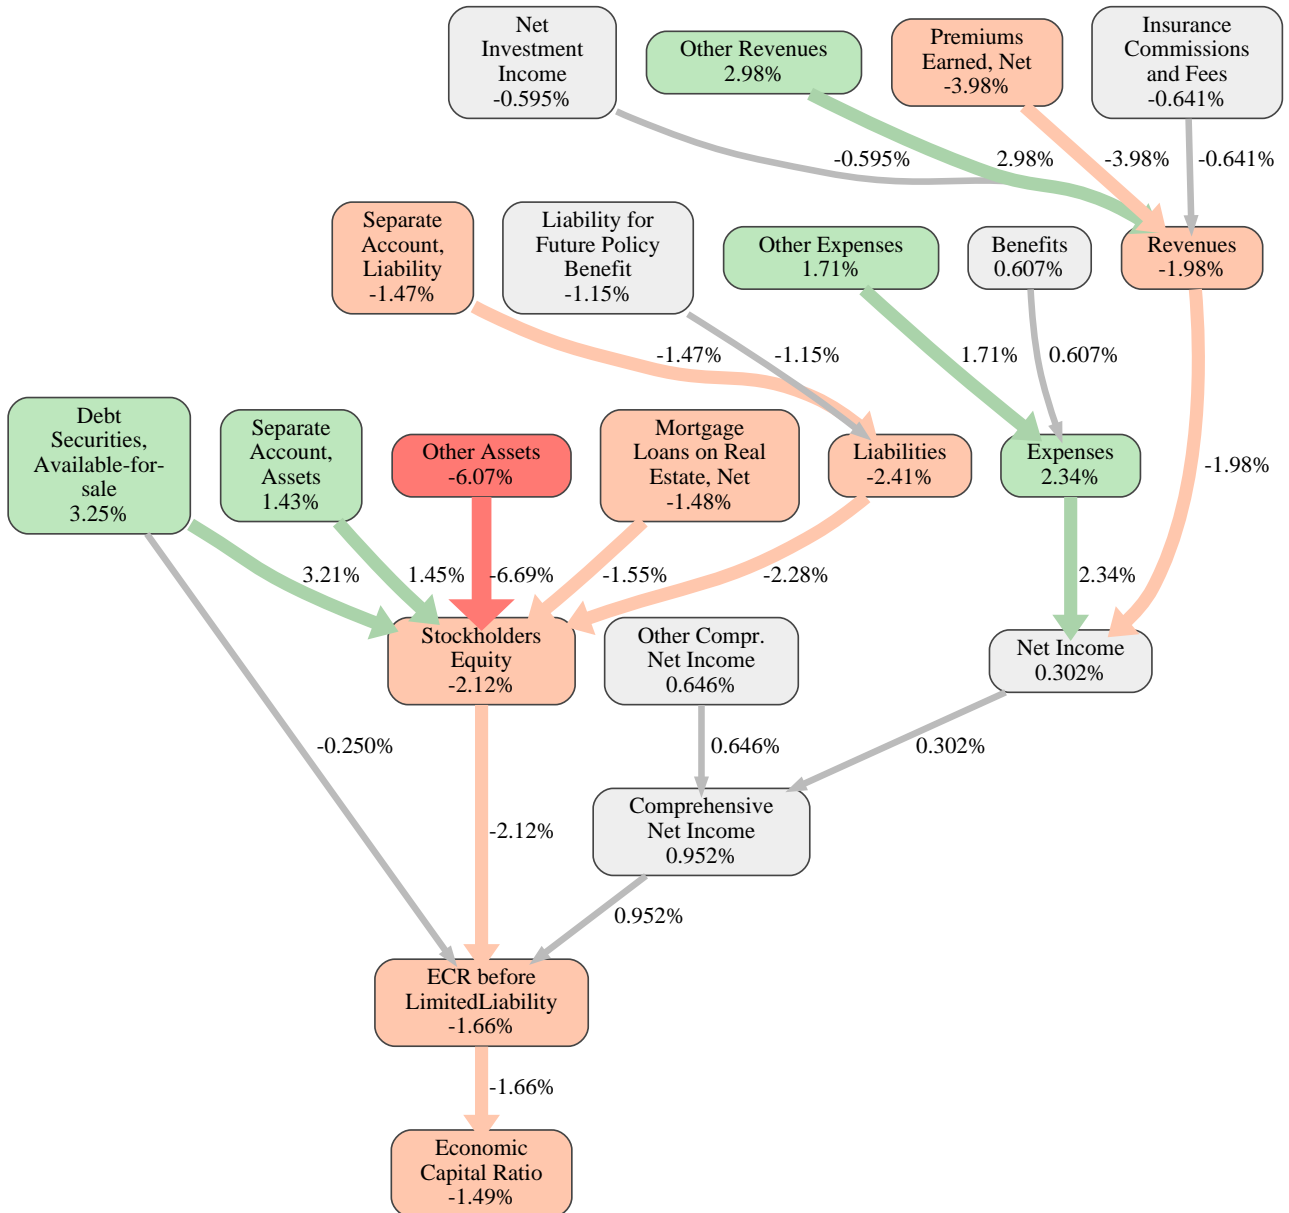 Net
Investment
Income
-0.595%
Other Revenues
2.98%
Premiums
Earned, Net
-3.98%
Insurance
Commissions
and Fees
-0.641%
-0.595%
2.98%
-3.98%
-0.641%
Separate
Account,
Liability
-1.47%
Liability for
Future Policy
Benefit
-1.15%
Other Expenses
1.71%
Benefits
0.607%
Revenues
-1.98%
-1.47%
-1.15%
1.71%
0.607%
-1.98%
Debt
Securities,
Available-for-
sale
3.25%
Separate
Account,
Assets
1.43%
Other Assets
-6.07%
Mortgage
Loans on Real
Estate, Net
-1.48%
Liabilities
-2.41%
Expenses
2.34%
3.21%
1.45%
-6.69%
-1.55%
-2.28%
2.34%
Stockholders
Equity
-2.12%
Other Compr.
Net Income
0.646%
Net Income
0.302%
-0.250%
0.646%
0.302%
-2.12%
Comprehensive
Net Income
0.952%
0.952%
ECR before
LimitedLiability
-1.66%
-1.66%
Economic
Capital Ratio
-1.49%